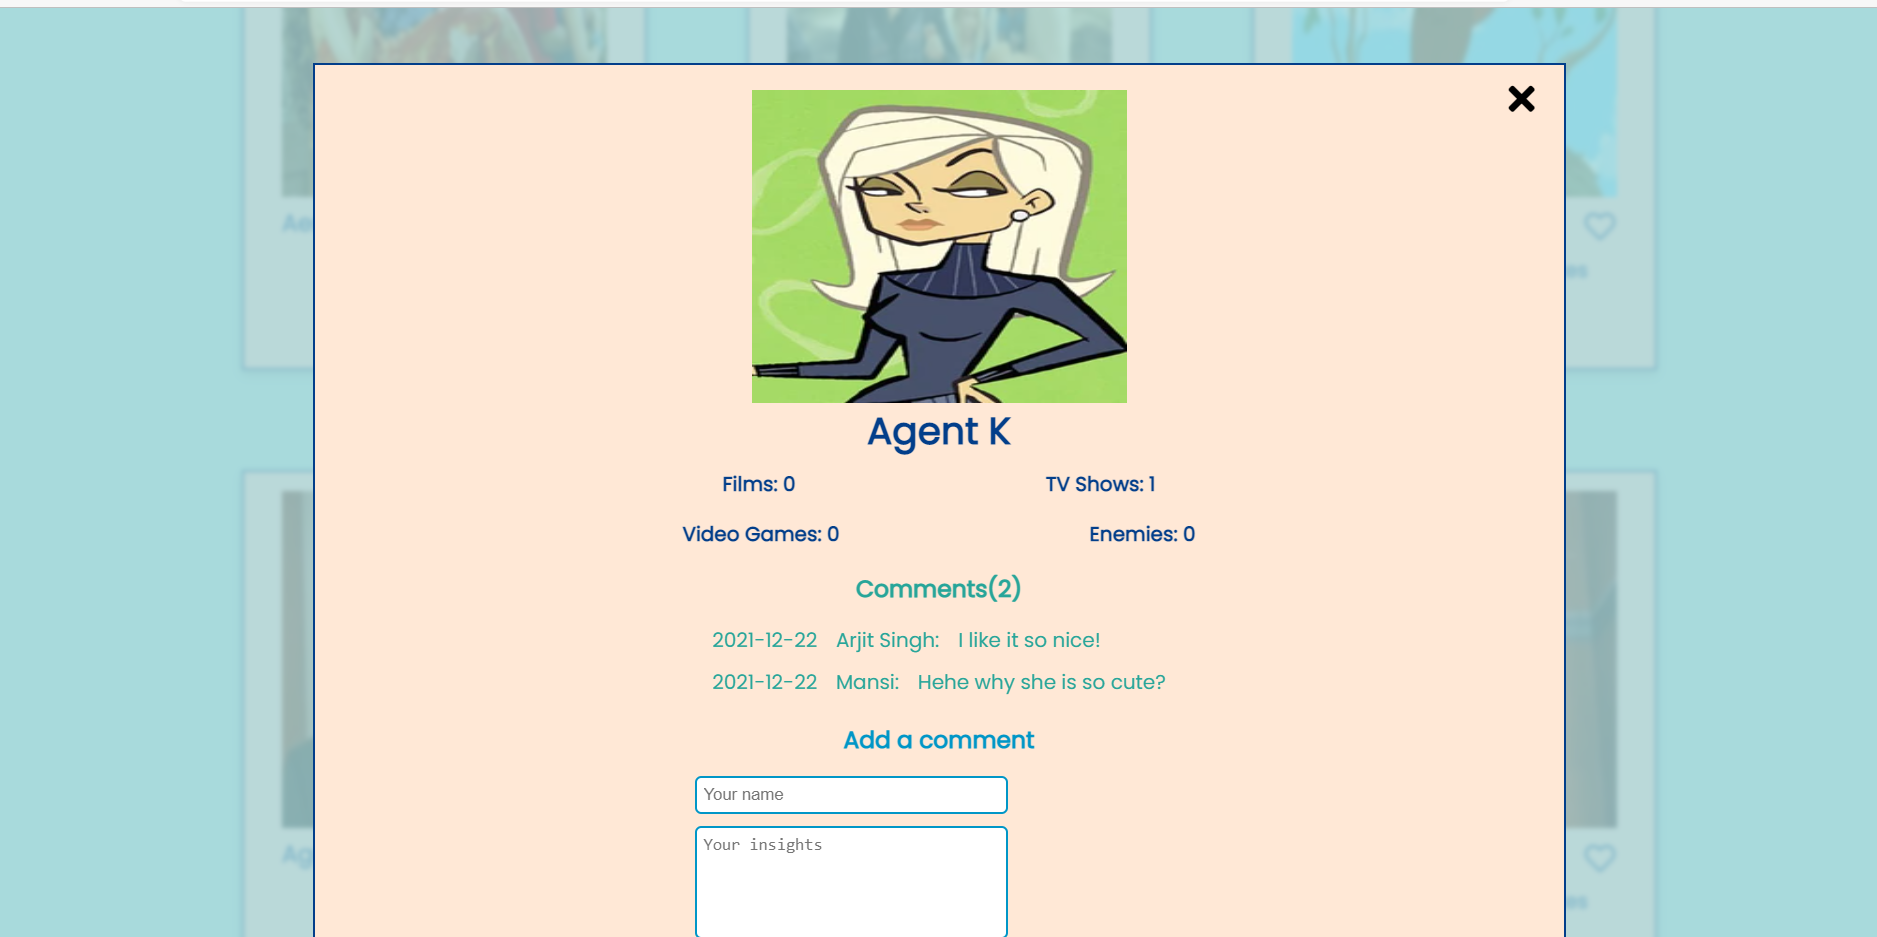 Agent K
Films: 0 TV Shows: 1
Video Games: 0 Enemies: 0
Comments(2)
2021-12-22 Arjit Singh: I like it so nice!
2021-12-22 Mansi: Hehe why she is so cute?
Add a comment
Your name
Your insights